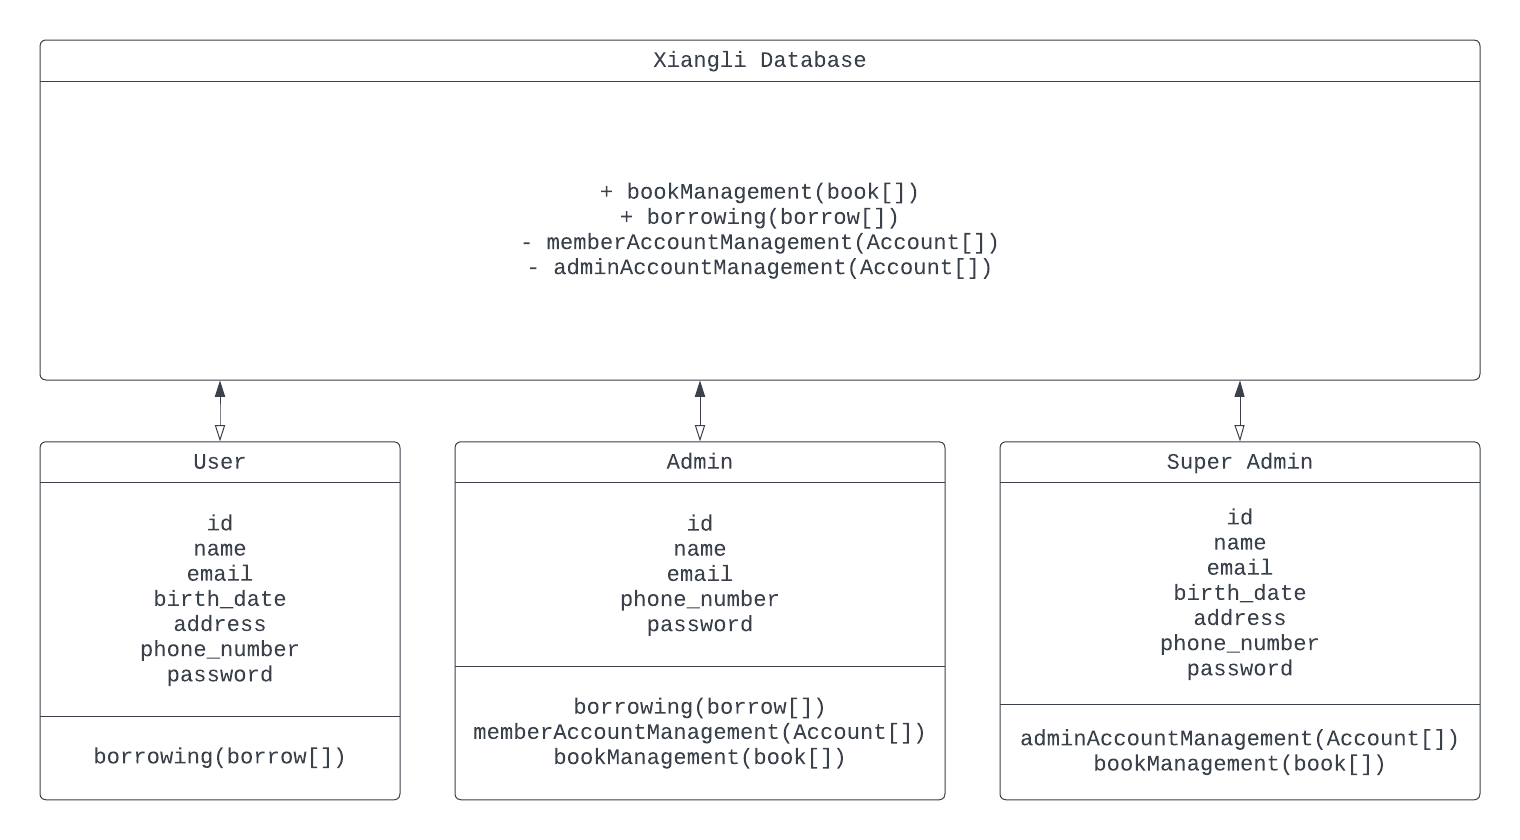 Xiangli Database
+ bookManagement(book[])
+ borrowing(borrow[])
- memberAccountManagement(Account[])
- adminAccountManagement(Account[])
User
id
name
email
birth_date
address
phone_number
password
borrowing(borrow[])
Admin
id
name
email
phone_number
password
borrowing(borrow[])
memberAccountManagement(Account[])
bookManagement(book[])
Super Admin
id
name
email
birth_date
address
phone_number
password
adminAccountManagement(Account[])
bookManagement(book[])